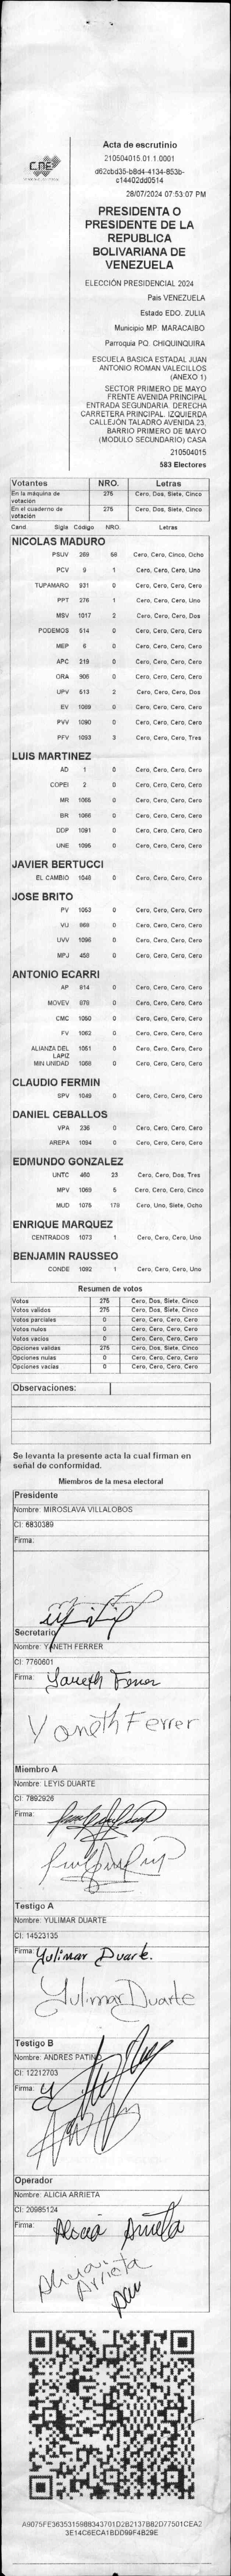 Acta de escrutinio
CNE
210504015.01.1.0001
d62cbd35-b8d4-4134-853b-
c14402dd0514
28/07/2024 07:53:07 PM
PRESIDENTA O
PRESIDENTE DE LA
REPUBLICA
BOLIVARIANA DE
VENEZUELA
ELECCIÓN PRESIDENCIAL 2024
Pais VENEZUELA
Estado EDO. ZULIA
Municipio MP. MARACAIBO
Parroquia PQ. CHIQUINQUIRA
ESCUELA BASICA ESTADAL JUAN
ANTONIO ROMAN VALECILLOS
(ANEXO 1)
SECTOR PRIMERO DE MAYO
FRENTE AVENIDA PRINCIPAL
ENTRADA SEGUNDARIA DERECHA
CARRETERA PRINCIPAL. IZQUIERDA
CALLEJÓN TALADRO AVENIDA 23,
BARRIO PRIMERO DE MAYO
(MODULO SECUNDARIO) CASA
210504015
583 Electores
Votantes NRO. Letras
En la máquina de votación 275 Cero, Dos, Siete, Cinco
En el cuaderno de votación 275 Cero, Dos, Siete, Cinco
Cand. Sigla Código NRO. Letras
NICOLAS MADURO
PSUV 269 58 Cero, Cero, Cinco, Ocho
PCV 9 1 Cero, Cero, Cero, Uno
TUPAMARO 931 0 Cero, Cero, Cero, Cero
PPT 276 1 Cero, Cero, Cero, Uno
MSV 1017 2 Cero, Cero, Cero, Dos
PODEMOS 514 0 Cero, Cero, Cero, Cero
MEP 6 0 Cero, Cero, Cero, Cero
APC 219 0 Cero, Cero, Cero, Cero
ORA 906 0 Cero, Cero, Cero, Cero
UPV 513 2 Cero, Cero, Cero, Dos
EV 1089 0 Cero, Cero, Cero, Cero
PVV 1090 0 Cero, Cero, Cero, Cero
PFV 1093 3 Cero, Cero, Cero, Tres
LUIS MARTINEZ
AD 1 0 Cero, Cero, Cero, Cero
COPEI 2 0 Cero, Cero, Cero, Cero
MR 1065 0 Cero, Cero, Cero, Cero
BR 1066 0 Cero, Cero, Cero, Cero
DDP 1091 0 Cero, Cero, Cero, Cero
UNE 1095 0 Cero, Cero, Cero, Cero
JAVIER BERTUCCI
EL CAMBIO 1048 0 Cero, Cero, Cero, Cero
JOSE BRITO
PV 1053 0 Cero, Cero, Cero, Cero
VU 969 0 Cero, Cero, Cero, Cero
UVV 1096 0 Cero, Cero, Cero, Cero
MPJ 458 0 Cero, Cero, Cero, Cero
ANTONIO ECARRI
AP 914 0 Cero, Cero, Cero, Cero
MOVEV 979 0 Cero, Cero, Cero, Cero
CMC 1050 0 Cero, Cero, Cero, Cero
FV 1062 0 Cero, Cero, Cero, Cero
ALIANZA DEL LAPIZ 1051 0 Cero, Cero, Cero, Cero
MIN UNIDAD 1058 0 Cero, Cero, Cero, Cero
CLAUDIO FERMIN
SPV 1049 0 Cero, Cero, Cero, Cero
DANIEL CEBALLOS
VPA 236 0 Cero, Cero, Cero, Cero
AREPA 1094 0 Cero, Cero, Cero, Cero
EDMUNDO GONZALEZ
UNTC 460 23 Cero, Cero, Dos, Tres
MPV 1069 5 Cero, Cero, Cero, Cinco
MUD 1075 178 Cero, Uno, Siete, Ocho
ENRIQUE MARQUEZ
CENTRADOS 1073 1 Cero, Cero, Cero, Uno
BENJAMIN RAUSSEO
CONDE 1092 1 Cero, Cero, Cero, Uno
Resumen de votos
Votos 275 Cero, Dos, Siete, Cinco
Votos validos 275 Cero, Dos, Siete, Cinco
Votos parciales 0 Cero, Cero, Cero, Cero
Votos nulos 0 Cero, Cero, Cero, Cero
Votos vacios 0 Cero, Cero, Cero, Cero
Opciones validas 275 Cero, Dos, Siete, Cinco
Opciones nulas 0 Cero, Cero, Cero, Cero
Opciones vacias 0 Cero, Cero, Cero, Cero
Observaciones:
Se levanta la presente acta la cual firman en
señal de conformidad.
Miembros de la mesa electoral
Presidente
Nombre: MIROSLAVA VILLALOBOS
CI: 6830389
Firma:
Secretario
Nombre: YANETH FERRER
CI: 7760601
Firma: Yaneth Ferrer
Yaneth Ferrer
Miembro A
Nombre: LEYIS DUARTE
CI: 7892926
Firma:
Testigo A
Nombre: YULIMAR DUARTE
CI: 14523135
Firma: Yulimar Duarte.
Yulimar Duarte
Testigo B
Nombre: ANDRES PATINO
CI: 12212703
Firma:
Operador
Nombre: ALICIA ARRIETA
CI: 20985124
Firma: Alicia Arrieta
Alicia Arrieta
A9075FE3635315988343701D2B2137B82D77501CEA2
3E14C6ECA1BDD99F4B29E